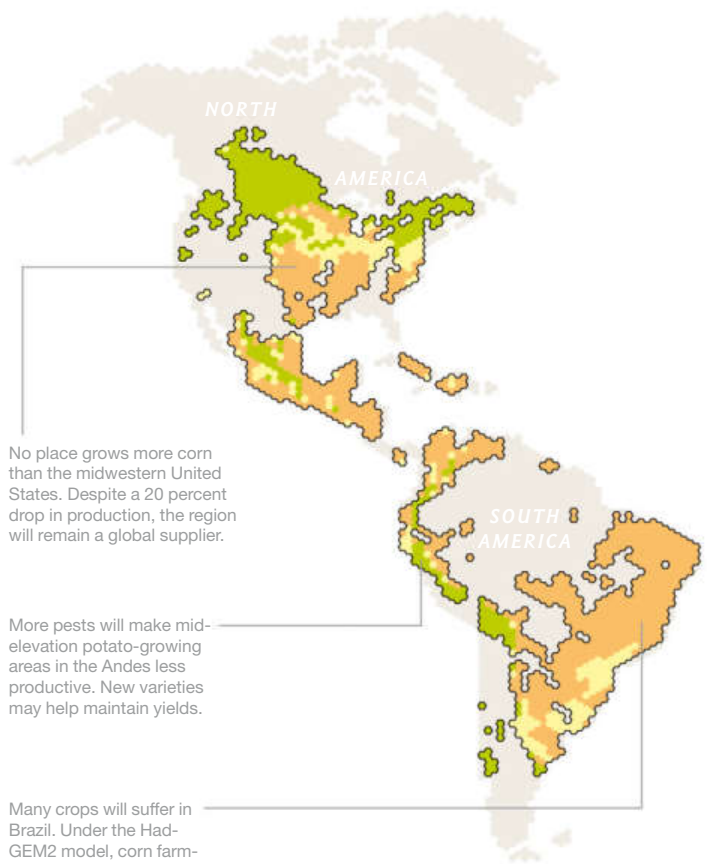 NORTH
AMERICA
No place grows more corn
than the midwestern United
States. Despite a 20 percent
drop in production, the region
will remain a global supplier.
SOUTH
AMERICA
More pests will make mid-
elevation potato-growing
areas in the Andes less
productive. New varieties
may help maintain yields.
Many crops will suffer in
Brazil. Under the Had-
GEM2 model, corn farm-